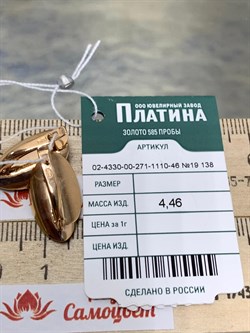 ООО ЮВЕЛИРНЫЙ ЗАВОД
ПЛАТИНА
ЗОЛОТО 585 ПРОБЫ
АРТИКУЛ
02-4330-00-271-1110-46 №19 138
РАЗМЕР
МАССА ИЗД. 4,46
ЦЕНА за 1г
ЦЕНА ИЗД.
СДЕЛАНО В РОССИИ
Самоцвет